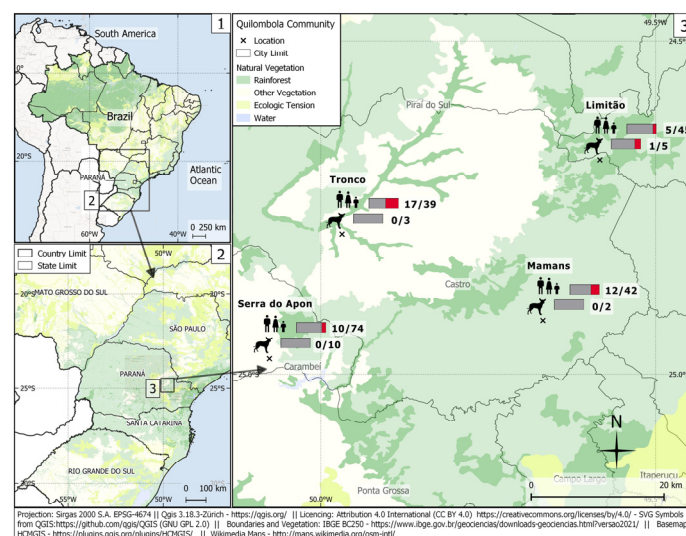 1
South America
0°
Brazil
20°S
PARANÁ
Atlantic
Ocean
2
60°W
40°W
0 250 km
Country Limit
State Limit
50°W
2
20°S
20°S
MATO GROSSO DO SUL
SÃO PAULO
PARANÁ
3
25°S
25°S
SANTA CATARINA
RIO GRANDE DO SUL
0 100 km
55°W
50°W
Quilombola Community
Location
City Limit
Natural Vegetation
Rainforest
Other Vegetation
Ecologic Tension
Water
3
49.5°W
24.5°S
Piraí do Sul
Limitão
5/45
1/5
Tronco
17/39
0/3
Mamans
Castro
12/42
0/2
Serra do Apon
10/74
0/10
Carambeí
25.0°S
25.0°S
N
Campo Largo
Itaperuçu
Ponta Grossa
50.0°W
49.5°W
0 20 km
Projection: Sirgas 2000 S.A. EPSG-4674 || Qgis 3.18.3-Zürich - https://qgis.org/ || Licencing: Attribution 4.0 International (CC BY 4.0) https://creativecommons.org/licenses/by/4.0/ - SVG Symbols
from QGIS:https://github.com/qgis/QGIS (GNU GPL 2.0) || Boundaries and Vegetation: IBGE BC250 - https://www.ibge.gov.br/geociencias/downloads-geociencias.html?versao2021/ || Basemap
HCMGIS/ - https://plugins.qgis.org/plugins/HCMGIS/ || Wikimedia Maps - http://maps.wikimedia.org/osm-intl/